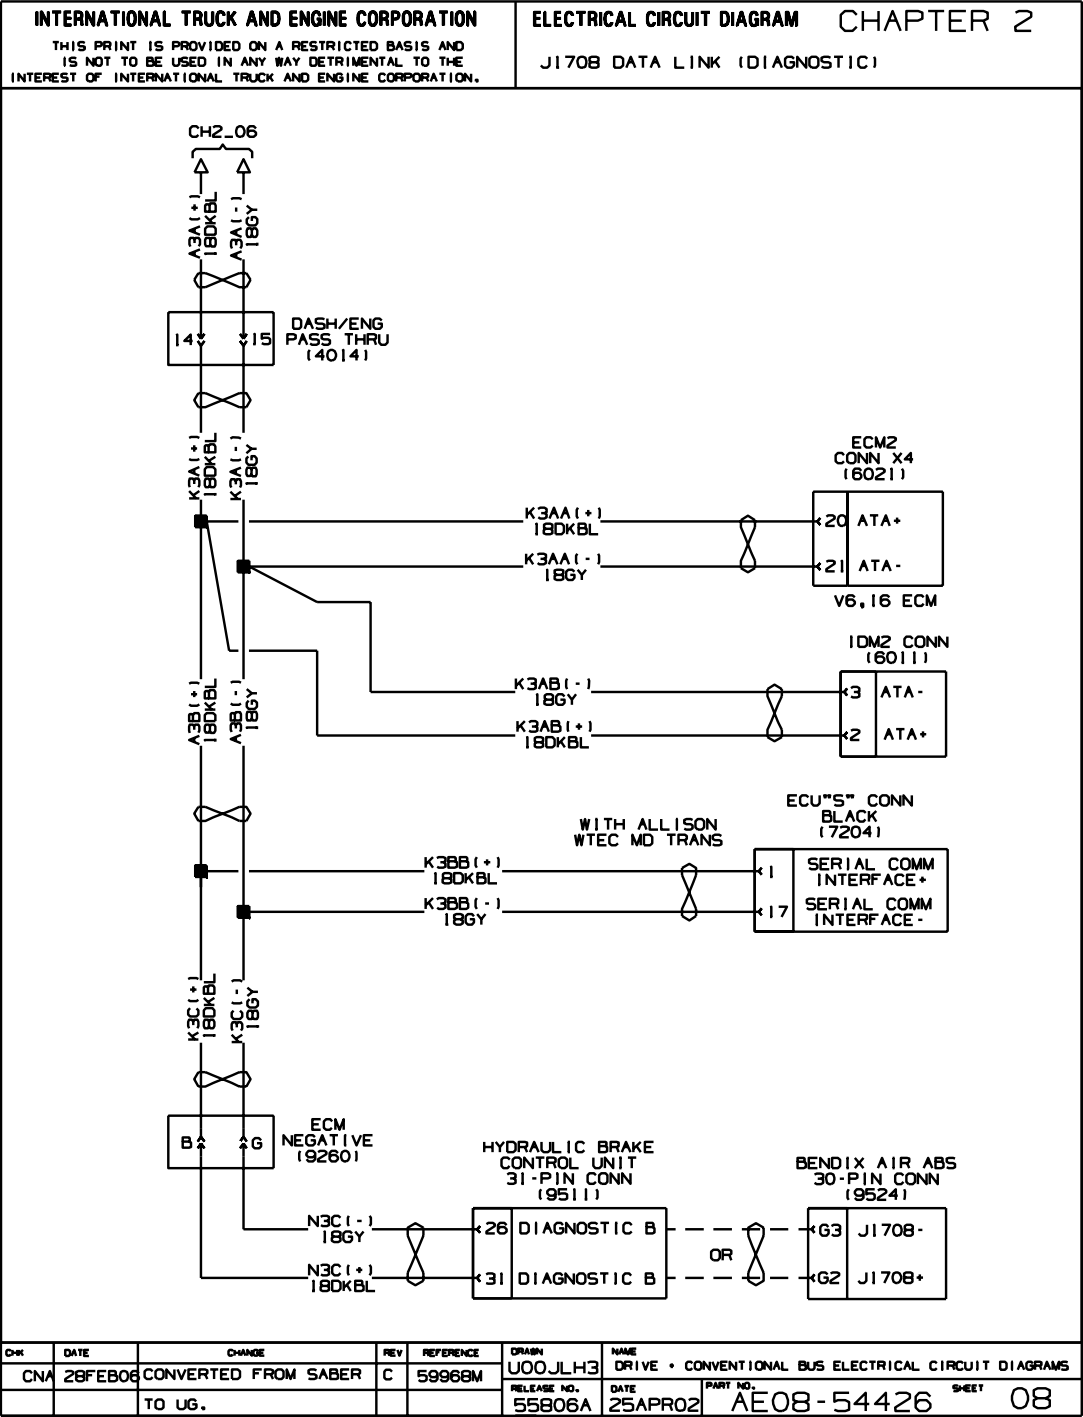 INTERNATIONAL TRUCK AND ENGINE CORPORATION
THIS PRINT IS PROVIDED ON A RESTRICTED BASIS AND
IS NOT TO BE USED IN ANY WAY DETRIMENTAL TO THE
INTEREST OF INTERNATIONAL TRUCK AND ENGINE CORPORATION.
ELECTRICAL CIRCUIT DIAGRAM CHAPTER 2
J1708 DATA LINK (DIAGNOSTIC)
CH2_06
A3A(+)
18DKBL
A3A(-)
18GY
14
15
DASH/ENG
PASS THRU
(4014)
K3A(+)
18DKBL
K3A(-)
18GY
ECM2
CONN X4
(6021)
K3AA(+)
18DKBL
20 ATA+
K3AA(-)
18GY
21 ATA-
V6,I6 ECM
IDM2 CONN
(6011)
A3B(+)
18DKBL
A3B(-)
18GY
K3AB(-)
18GY
3 ATA-
K3AB(+)
18DKBL
2 ATA+
ECU"S" CONN
BLACK
(7204)
WITH ALLISON
WTEC MD TRANS
K3BB(+)
18DKBL
1 SERIAL COMM
INTERFACE+
K3BB(-)
18GY
17 SERIAL COMM
INTERFACE-
K3C(+)
18DKBL
K3C(-)
18GY
B
G
ECM
NEGATIVE
(9260)
HYDRAULIC BRAKE
CONTROL UNIT
31-PIN CONN
(9511)
BENDIX AIR ABS
30-PIN CONN
(9524)
N3C(-)
18GY
26 DIAGNOSTIC B
G3 J1708-
OR
N3C(+)
18DKBL
31 DIAGNOSTIC B
G2 J1708+
CHK DATE CHANGE REV REFERENCE DRAWN NAME
CNA 28FEB06 CONVERTED FROM SABER C 59968M U00JLH3 DRIVE + CONVENTIONAL BUS ELECTRICAL CIRCUIT DIAGRAMS
RELEASE NO. DATE PART NO. SHEET
TO UG. 55806A 25APR02 AE08-54426 08